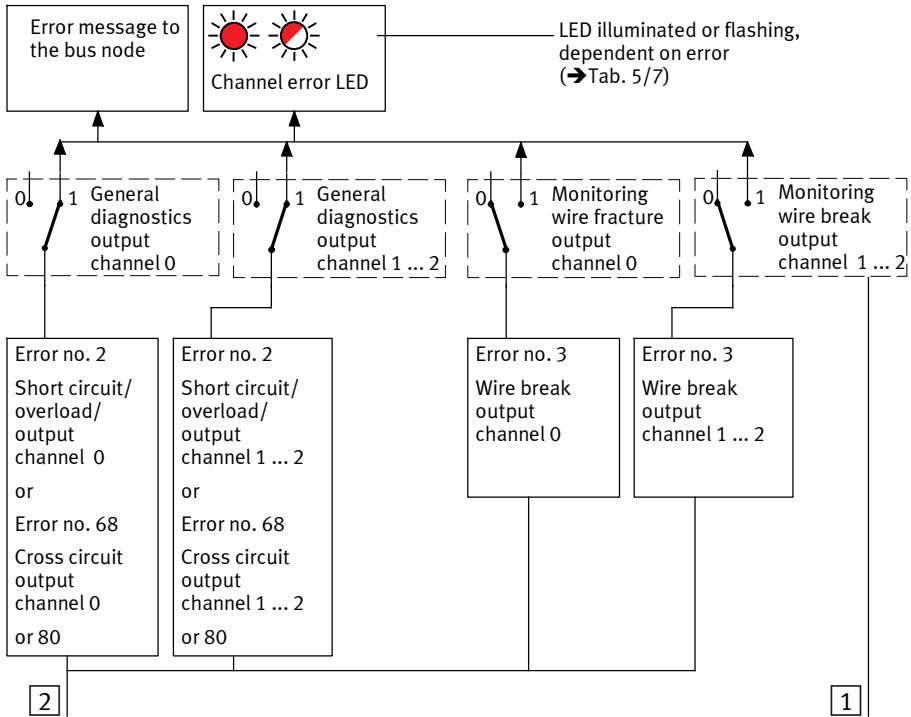 Error message to
the bus node
Channel error LED
LED illuminated or flashing,
dependent on error
(➔Tab. 5/7)
0 1 General
diagnostics
output
channel 0
0 1 General
diagnostics
output
channel 1 ... 2
0 1 Monitoring
wire fracture
output
channel 0
0 1 Monitoring
wire break
output
channel 1 ... 2
Error no. 2
Short circuit/
overload/
output
channel 0
or
Error no. 68
Cross circuit
output
channel 0
or 80
Error no. 2
Short circuit/
overload/
output
channel 1 ... 2
or
Error no. 68
Cross circuit
output
channel 1 ... 2
or 80
Error no. 3
Wire break
output
channel 0
Error no. 3
Wire break
output
channel 1 ... 2
2
1